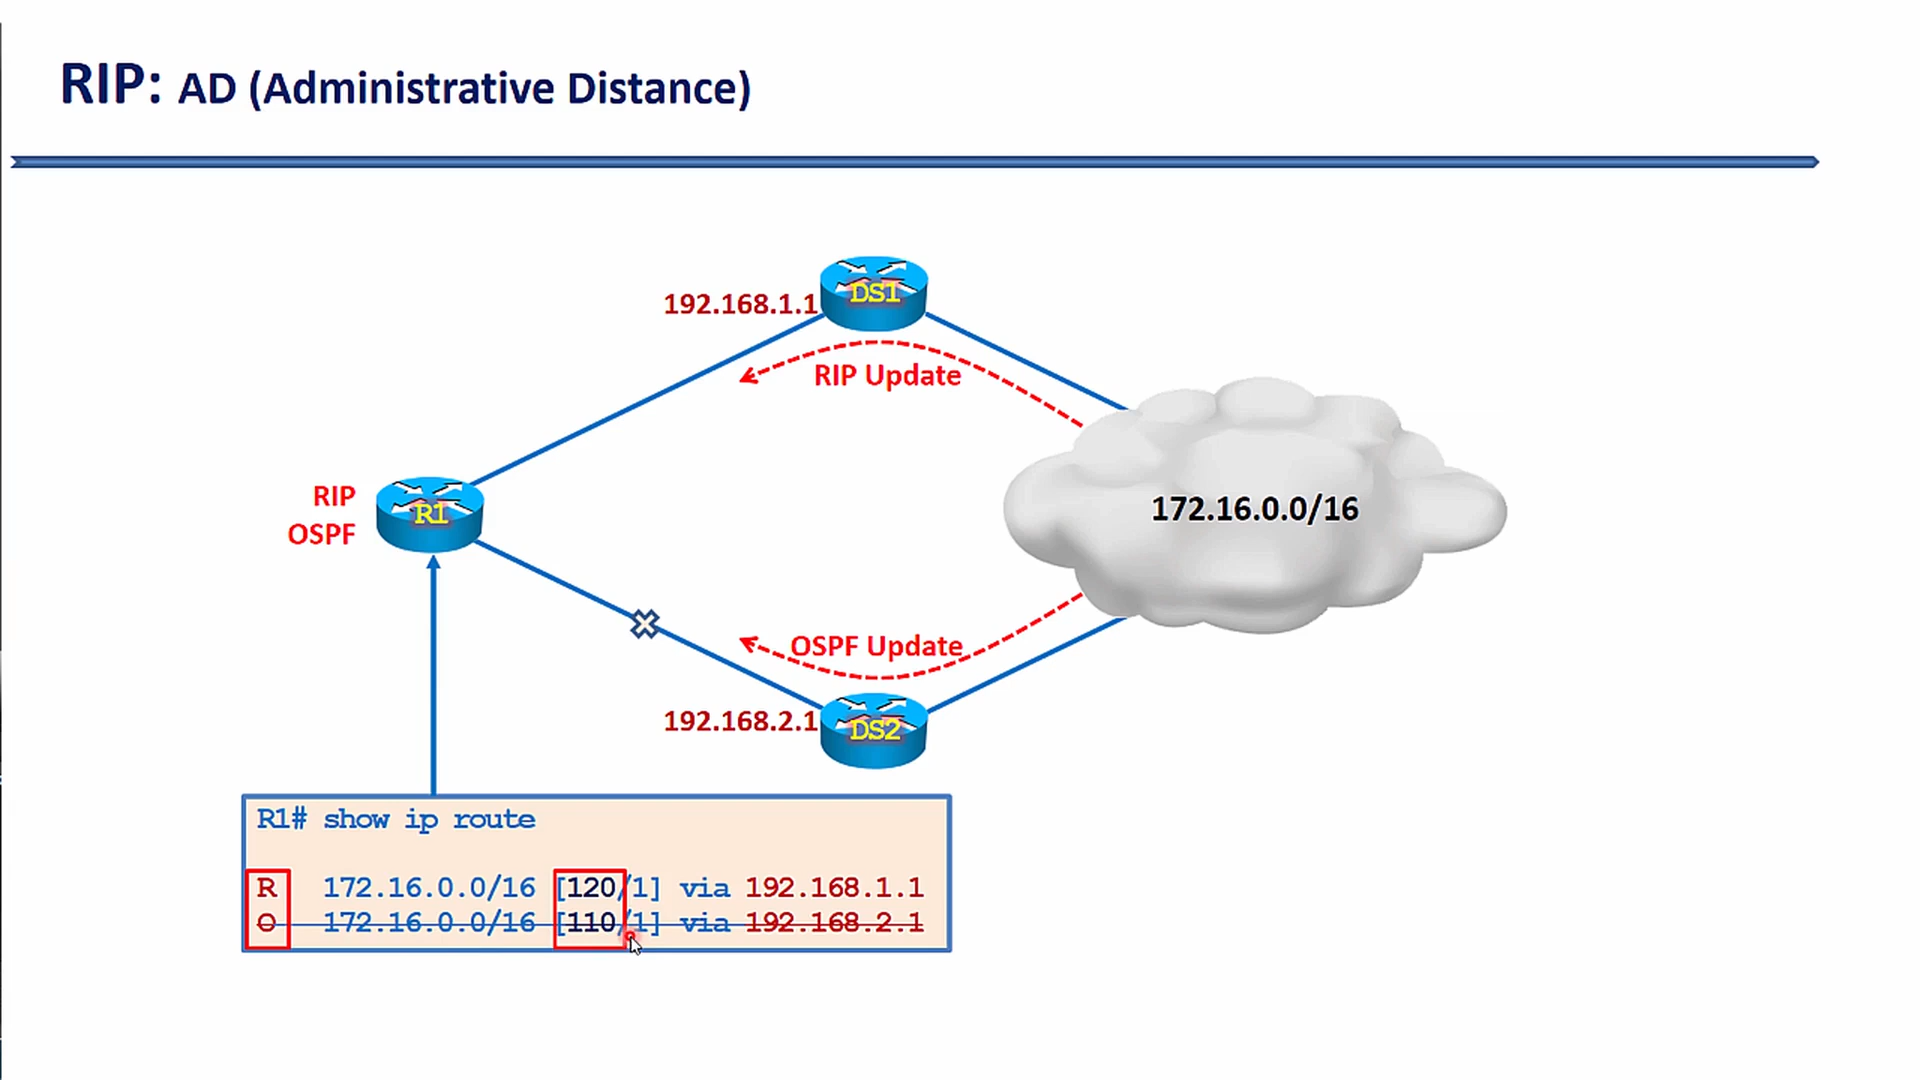 RIP: AD (Administrative Distance)
DS1
192.168.1.1
RIP Update
RIP
OSPF
R1
172.16.0.0/16
OSPF Update
192.168.2.1
DS2
R1# show ip route
R 172.16.0.0/16 [120/1] via 192.168.1.1
O 172.16.0.0/16 [110/1] via 192.168.2.1